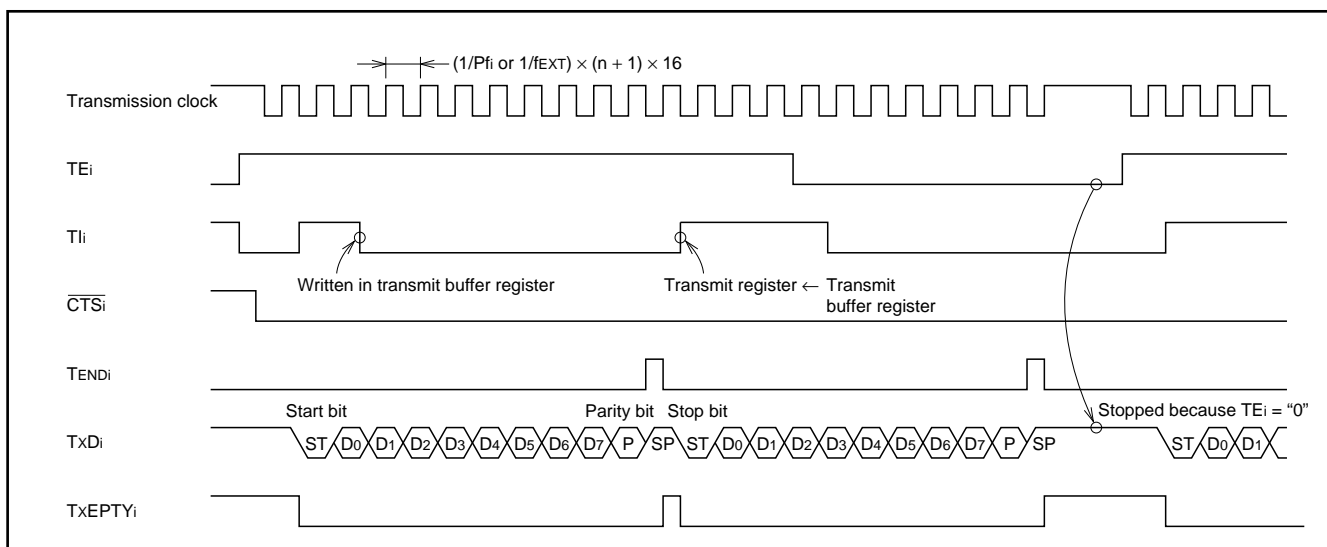 (1/Pfi or 1/fEXT) × (n + 1) × 16
Transmission clock
TEi
TIi
Written in transmit buffer register
Transmit register ← Transmit
buffer register
CTSi
TENDi
Start bit
Parity bit
Stop bit
Stopped because TEi = “0”
TXDi
ST D0 D1 D2 D3 D4 D5 D6 D7 P SP ST D0 D1 D2 D3 D4 D5 D6 D7 P SP ST D0 D1
TXEPTYi